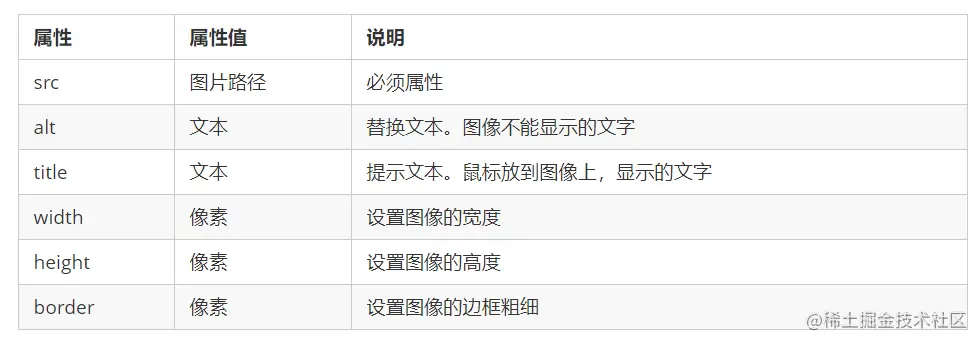 属性 属性值 说明
src 图片路径 必须属性
alt 文本 替换文本。图像不能显示的文字
title 文本 提示文本。鼠标放到图像上，显示的文字
width 像素 设置图像的宽度
height 像素 设置图像的高度
border 像素 设置图像的边框粗细
@稀土掘金技术社区